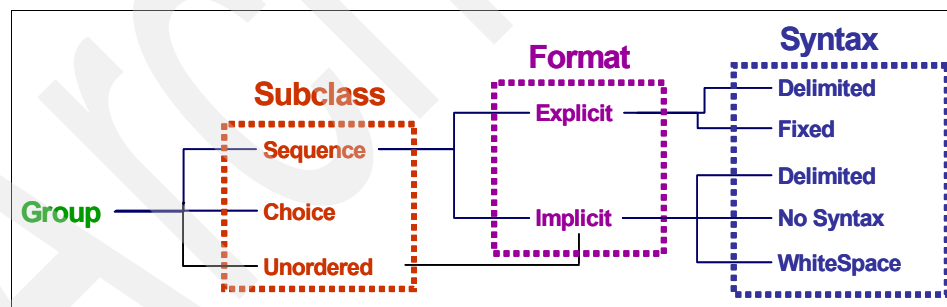 Syntax
Format
Subclass
Delimited
Explicit
Fixed
Sequence
Delimited
Group
Choice
Implicit
No Syntax
Unordered
WhiteSpace